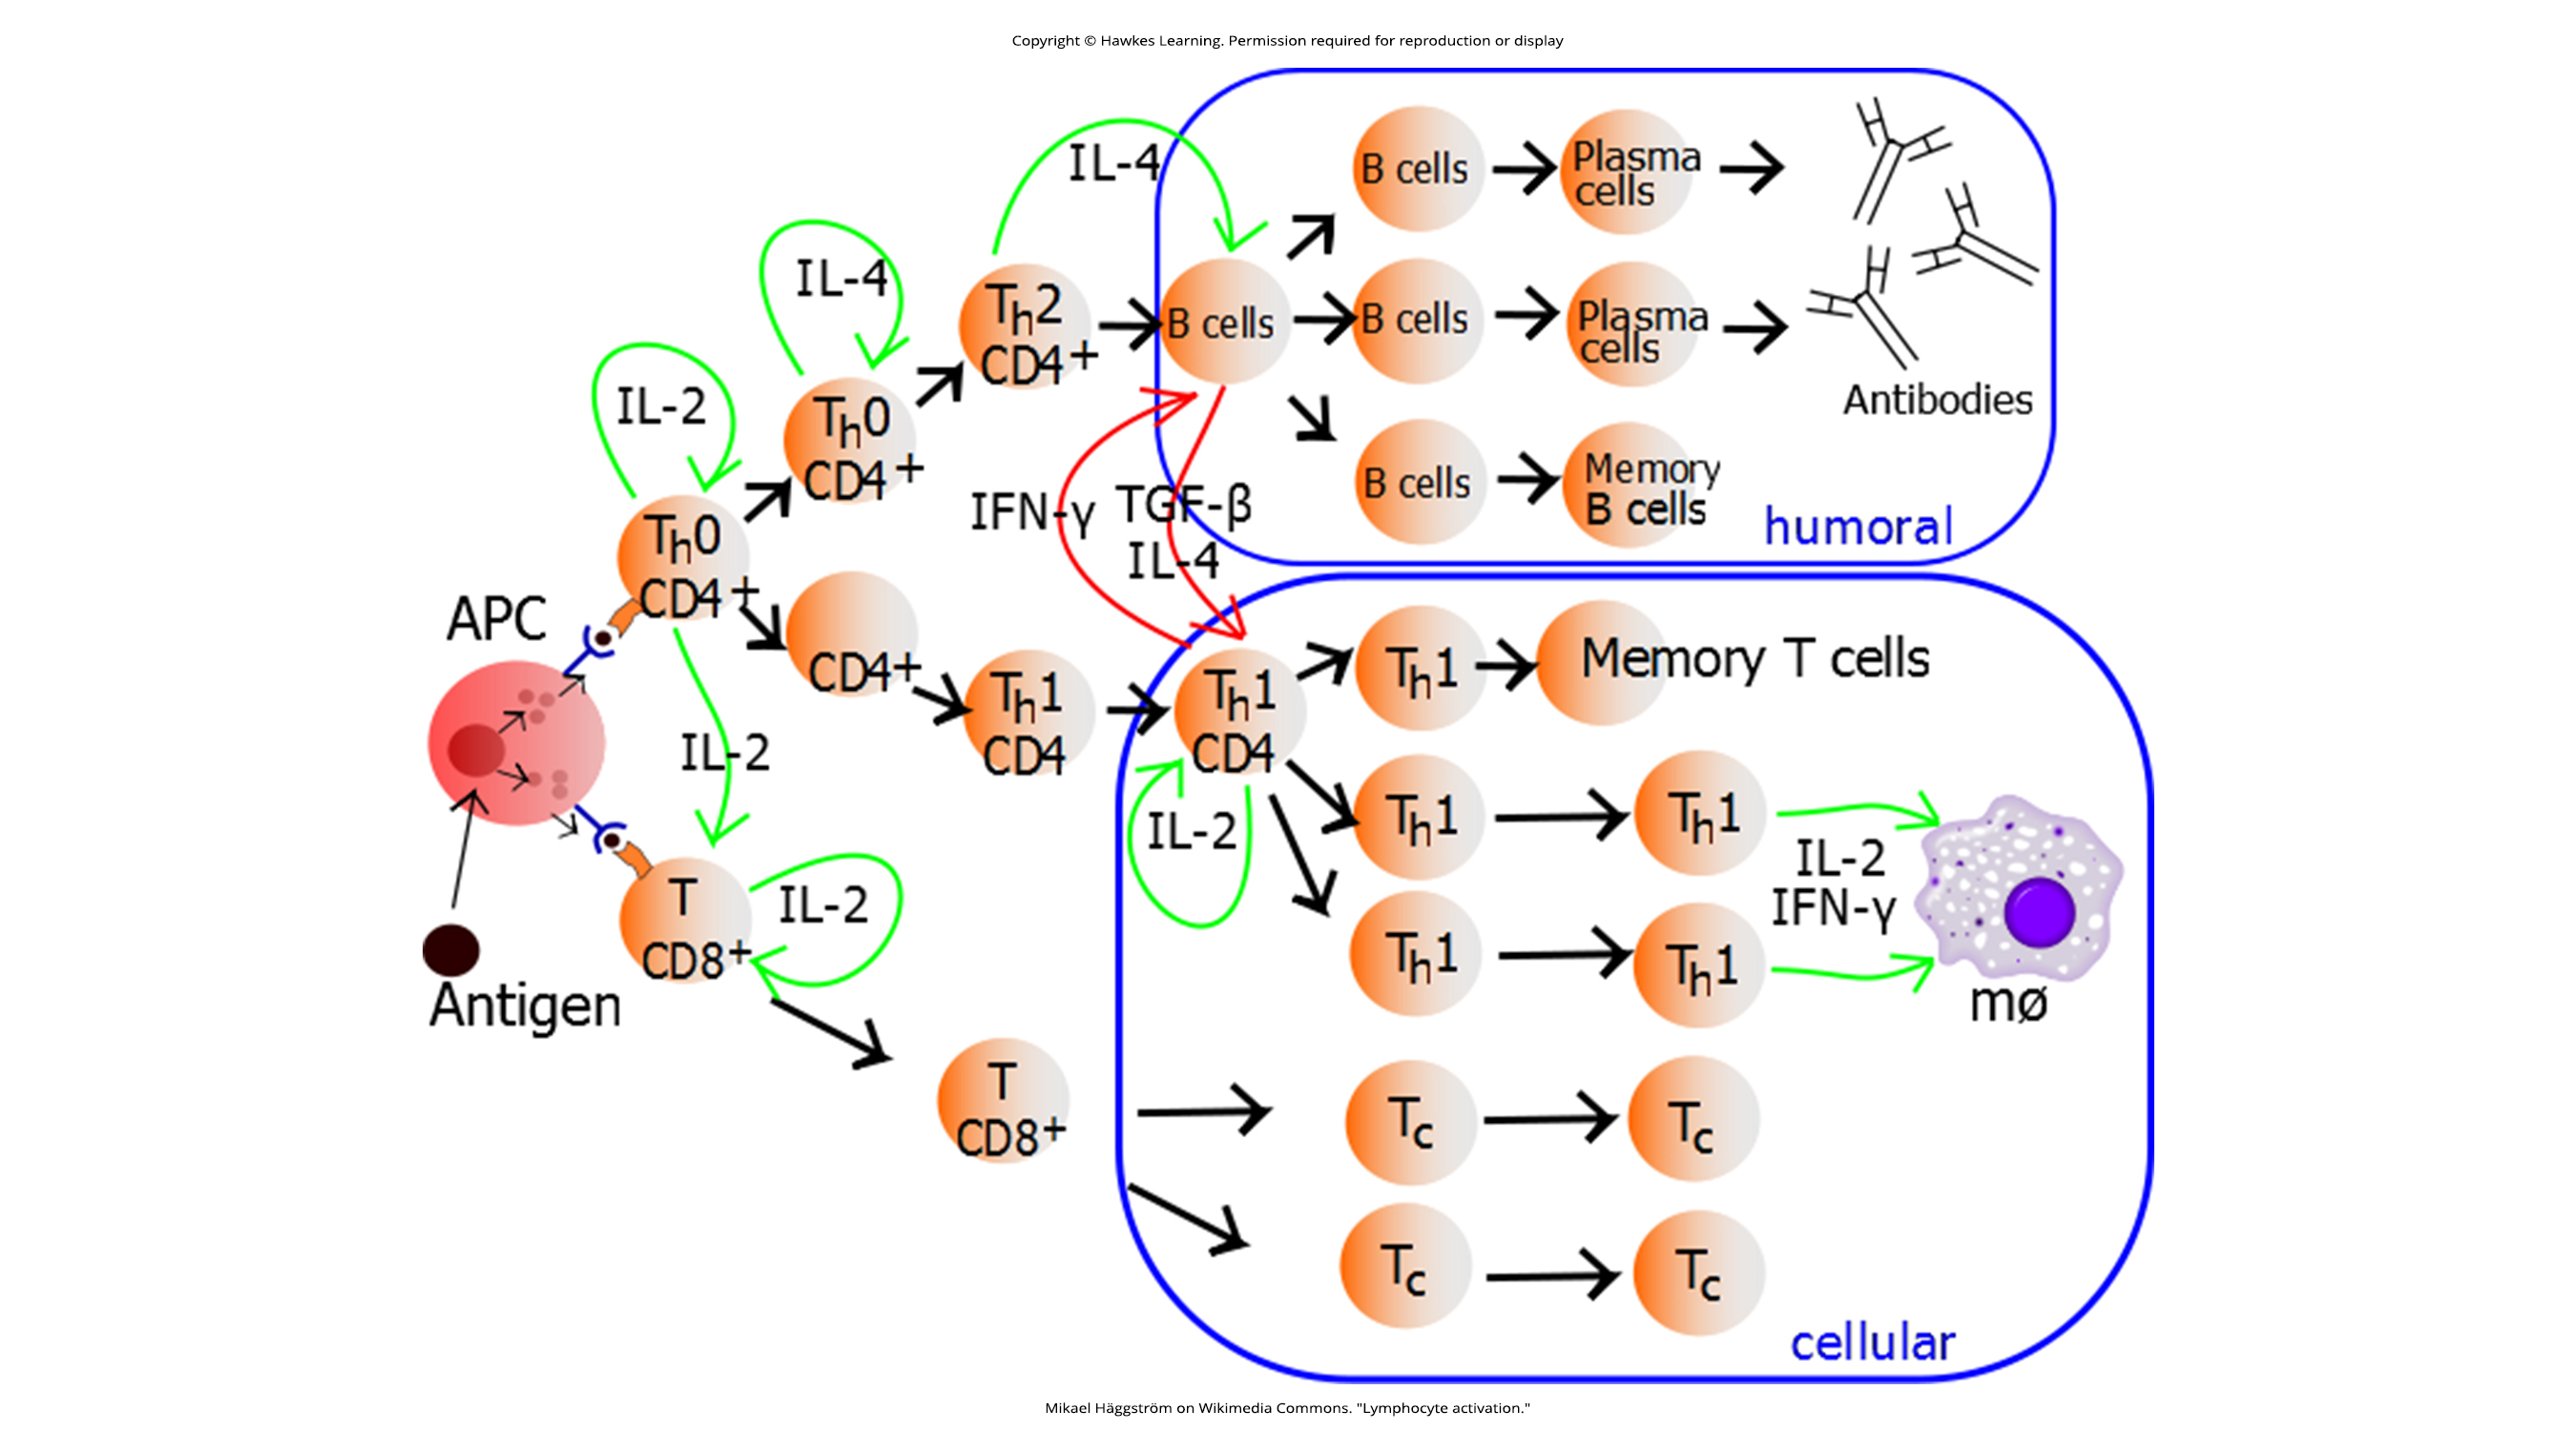 Copyright © Hawkes Learning. Permission required for reproduction or display
IL-4
B cells
Plasma
cells
IL-4
Th2
CD4+
B cells
B cells
Plasma
cells
Antibodies
IL-2
Th0
CD4+
IFN-γ
TGF-β
IL-4
B cells
Memory
B cells
humoral
Th0
CD4+
APC
CD4+
Th1
CD4
Th1
CD4
Th1
Memory T cells
IL-2
IL-2
Th1
Th1
IL-2
IFN-γ
mø
T
CD8+
IL-2
Th1
Th1
Antigen
T
CD8+
Tc
Tc
Tc
Tc
cellular
Mikael Häggström on Wikimedia Commons. "Lymphocyte activation."